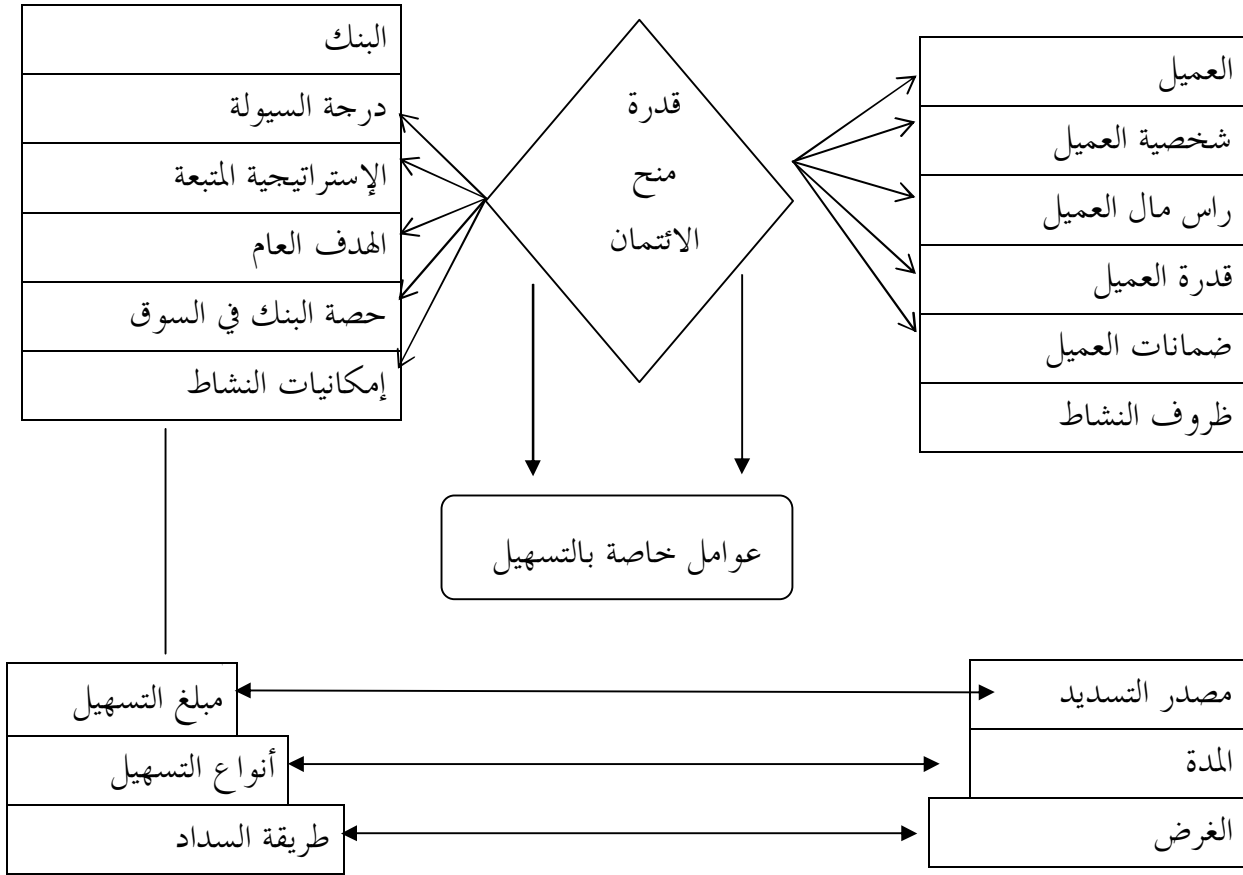 العميل
شخصية العميل
راس مال العميل
قدرة العميل
ضمانات العميل
ظروف النشاط
قدرة
منح
الائتمان
البنك
درجة السيولة
الإستراتيجية المتبعة
الهدف العام
حصة البنك في السوق
إمكانيات النشاط
عوامل خاصة بالتسهيل
مصدر التسديد
المدة
الغرض
مبلغ التسهيل
أنواع التسهيل
طريقة السداد